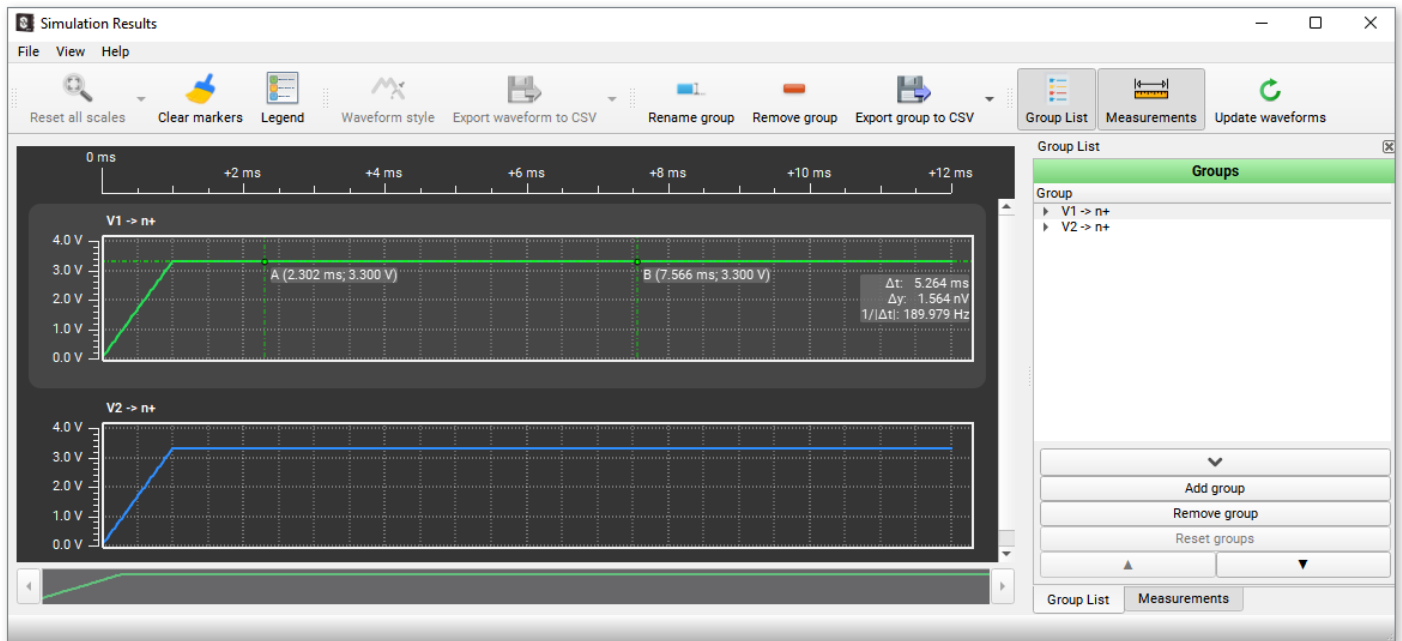 Simulation Results
File View Help
Reset all scales Clear markers Legend Waveform style Export waveform to CSV Rename group Remove group Export group to CSV Group List Measurements Update waveforms
0 ms
+2 ms +4 ms +6 ms +8 ms +10 ms +12 ms
V1 -> n+
4.0 V
3.0 V
2.0 V
1.0 V
0.0 V
A (2.302 ms; 3.300 V)
B (7.566 ms; 3.300 V)
Δt: 5.264 ms
Δy: 1.564 nV
1/|Δt|: 189.979 Hz
V2 -> n+
4.0 V
3.0 V
2.0 V
1.0 V
0.0 V
Group List
Groups
Group
V1 -> n+
V2 -> n+
Add group
Remove group
Reset groups
Group List Measurements